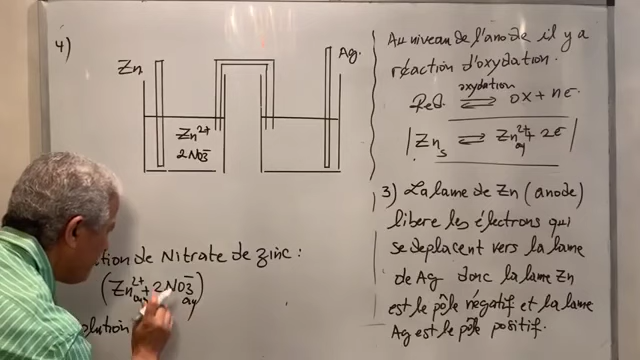 4)
Zn
Ag
Zn²⁺
2NO₃⁻
de Nitrate de zinc :
(Zn²⁺aq + 2NO₃⁻aq)
Au niveau de l'anode il y a
réaction d'oxydation.
oxydation
Red ⇌ ox + ne⁻.
Zn s ⇌ Zn²⁺aq + 2e⁻
3) La lame de Zn (anode)
libere les électrons qui
se deplacent vers la lame
de Ag donc la lame Zn
est le pôle négatif et la lame
Ag est le pôle positif.